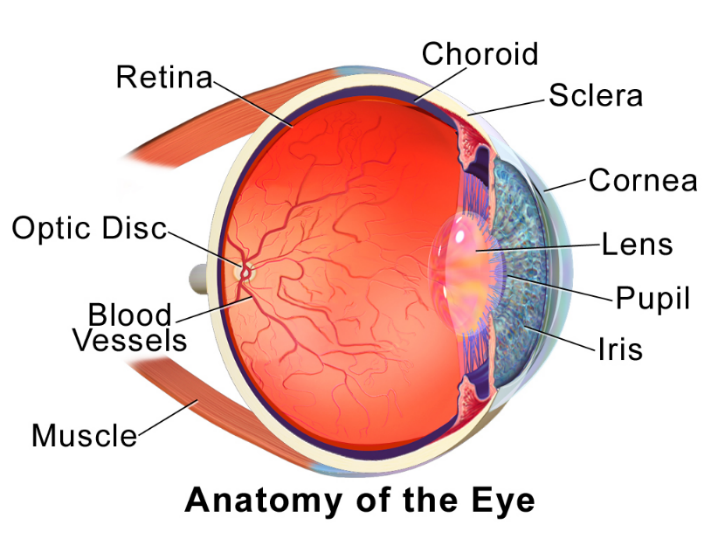 Choroid
Retina
Sclera
Cornea
Optic Disc
Lens
Pupil
Blood
Vessels
Iris
Muscle
Anatomy of the Eye